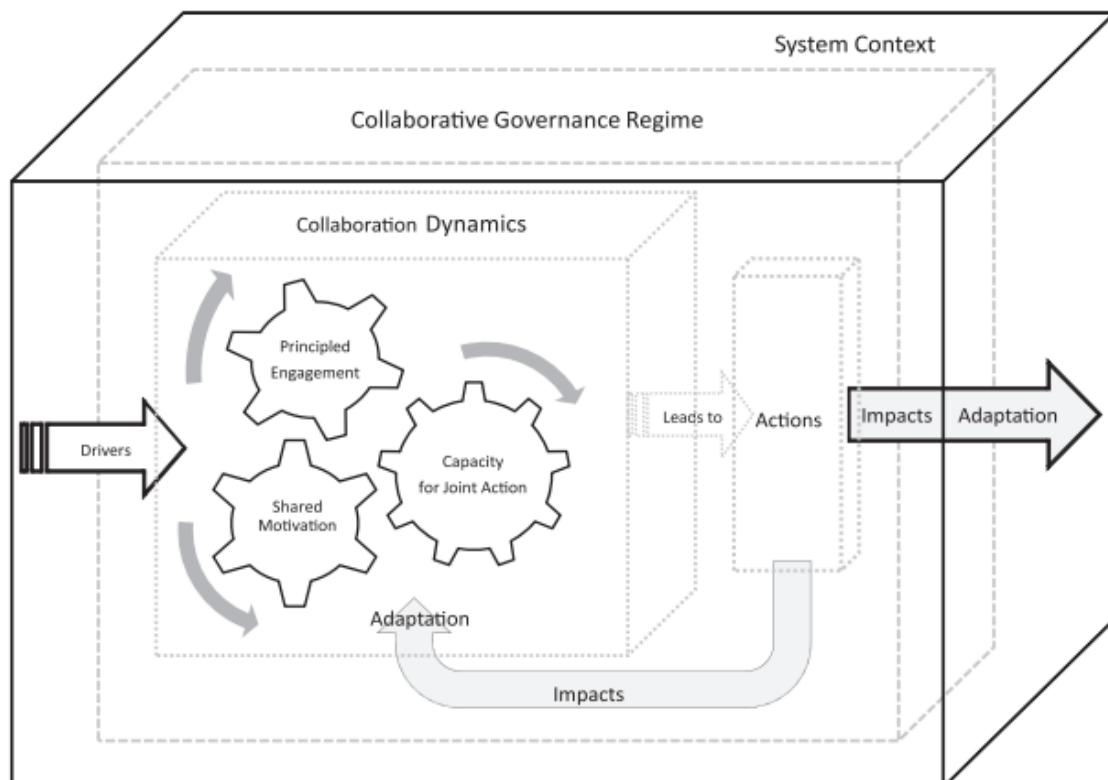 System Context
Collaborative Governance Regime
Collaboration Dynamics
Principled
Engagement
Drivers
Shared
Motivation
Capacity
for Joint Action
Leads to
Actions
Impacts
Adaptation
Adaptation
Impacts